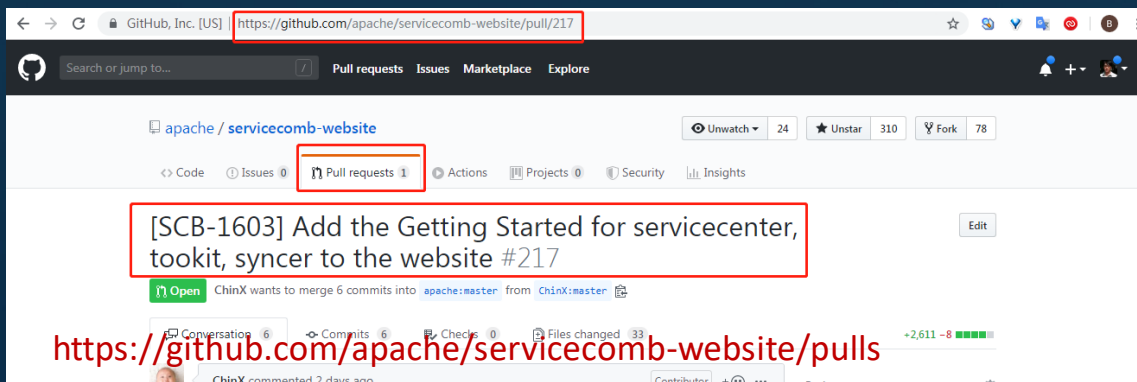 GitHub, Inc. [US] | https://github.com/apache/servicecomb-website/pull/217
B
Search or jump to... / Pull requests Issues Marketplace Explore
apache / servicecomb-website Unwatch 24 Unstar 310 Fork 78
Code Issues 0 Pull requests 1 Actions Projects 0 Security Insights
[SCB-1603] Add the Getting Started for servicecenter, Edit
tookit, syncer to the website #217
Open ChinX wants to merge 6 commits into apache:master from ChinX:master
Conversation 6 Commits 6 Checks 0 Files changed 33 +2,611 −8
https://github.com/apache/servicecomb-website/pulls
ChinX commented 2 days ago Contributor